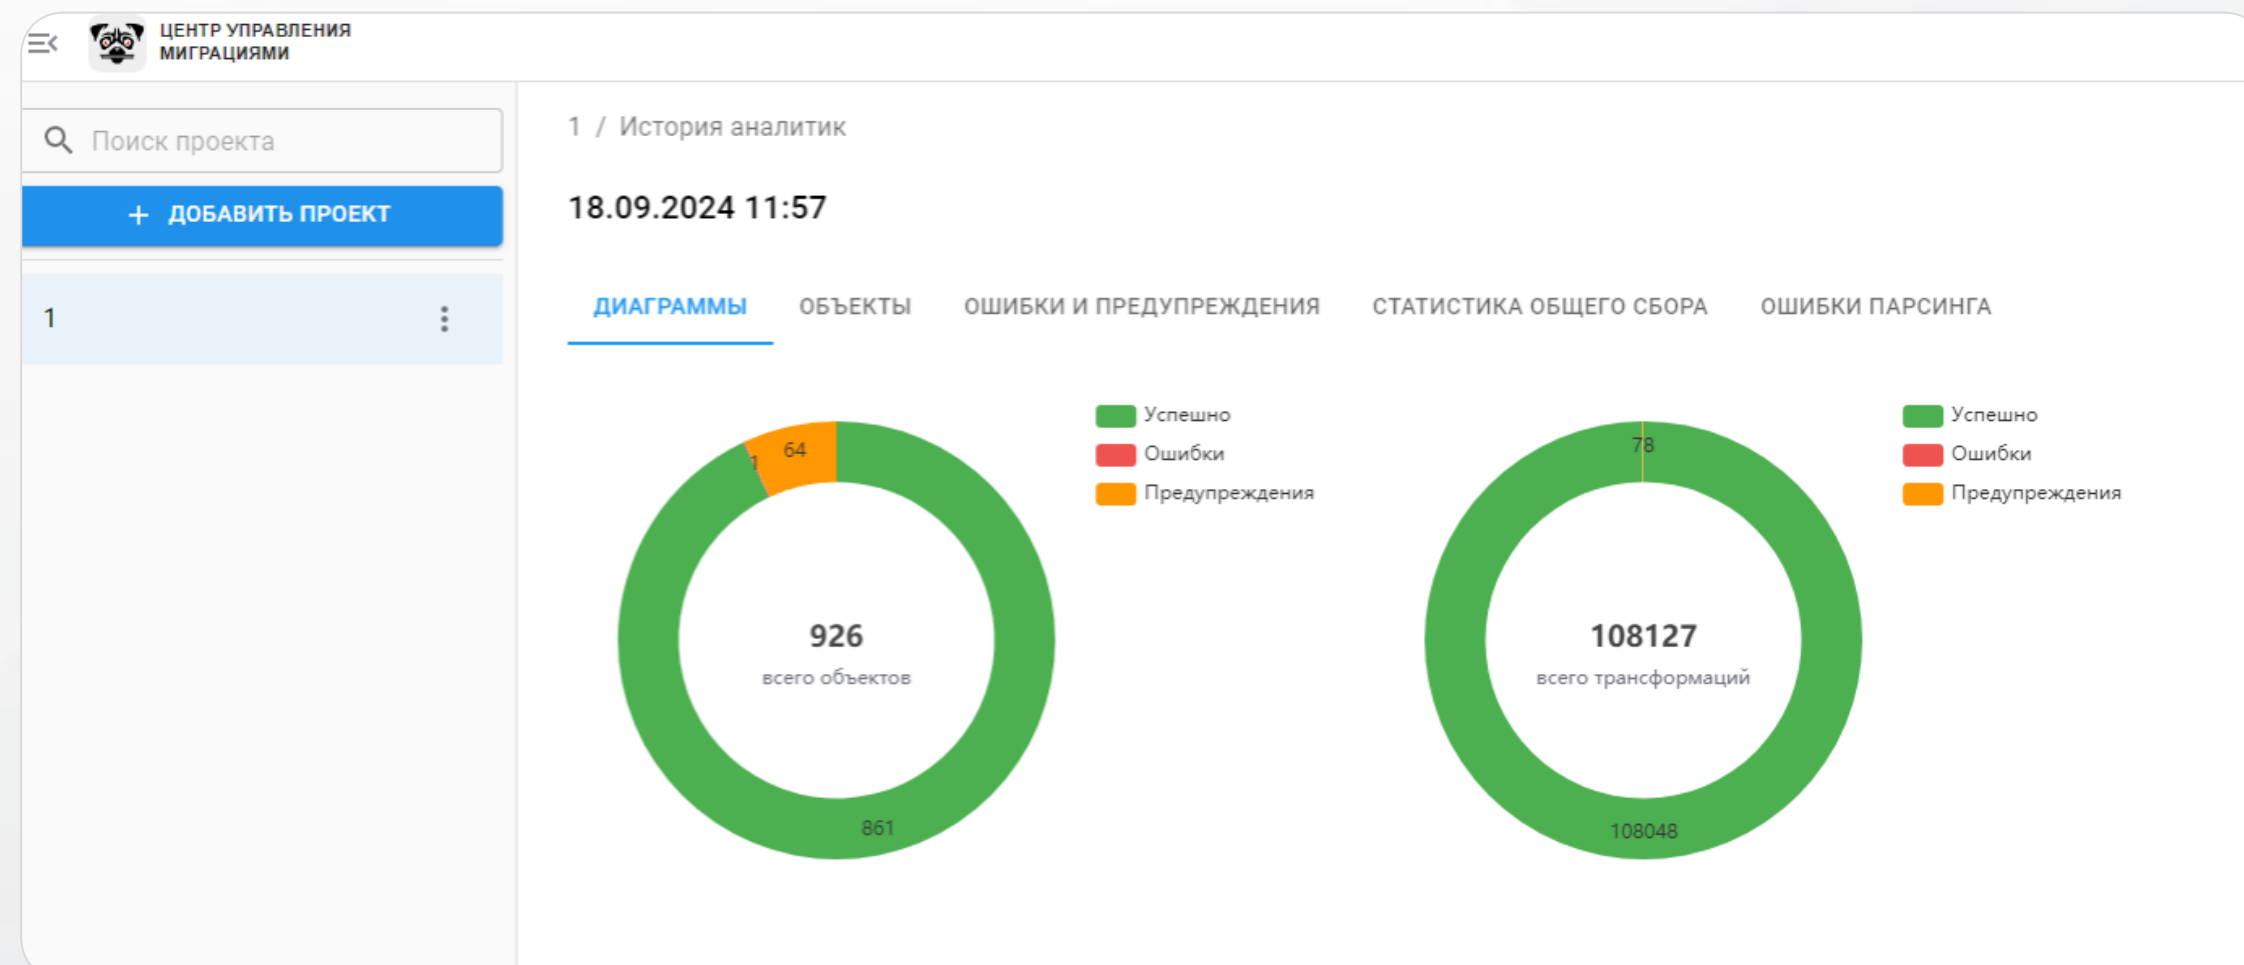 ЦЕНТР УПРАВЛЕНИЯ
МИГРАЦИЯМИ
Поиск проекта
+ ДОБАВИТЬ ПРОЕКТ
1
1 / История аналитик
18.09.2024 11:57
ДИАГРАММЫ ОБЪЕКТЫ ОШИБКИ И ПРЕДУПРЕЖДЕНИЯ СТАТИСТИКА ОБЩЕГО СБОРА ОШИБКИ ПАРСИНГА
64
1
926
всего объектов
861
Успешно
Ошибки
Предупреждения
78
108127
всего трансформаций
108048
Успешно
Ошибки
Предупреждения